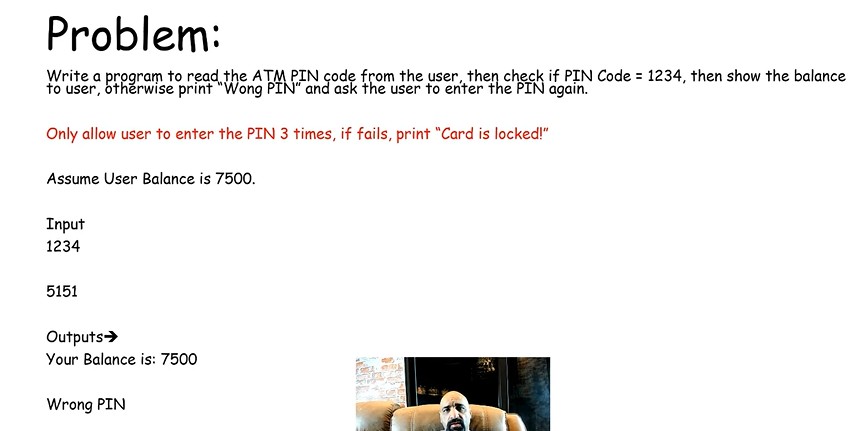 Problem:
Write a program to read the ATM PIN code from the user, then check if PIN Code = 1234, then show the balance
to user, otherwise print “Wong PIN” and ask the user to enter the PIN again.
Only allow user to enter the PIN 3 times, if fails, print “Card is locked!”
Assume User Balance is 7500.
Input
1234
5151
Outputs➔
Your Balance is: 7500
Wrong PIN